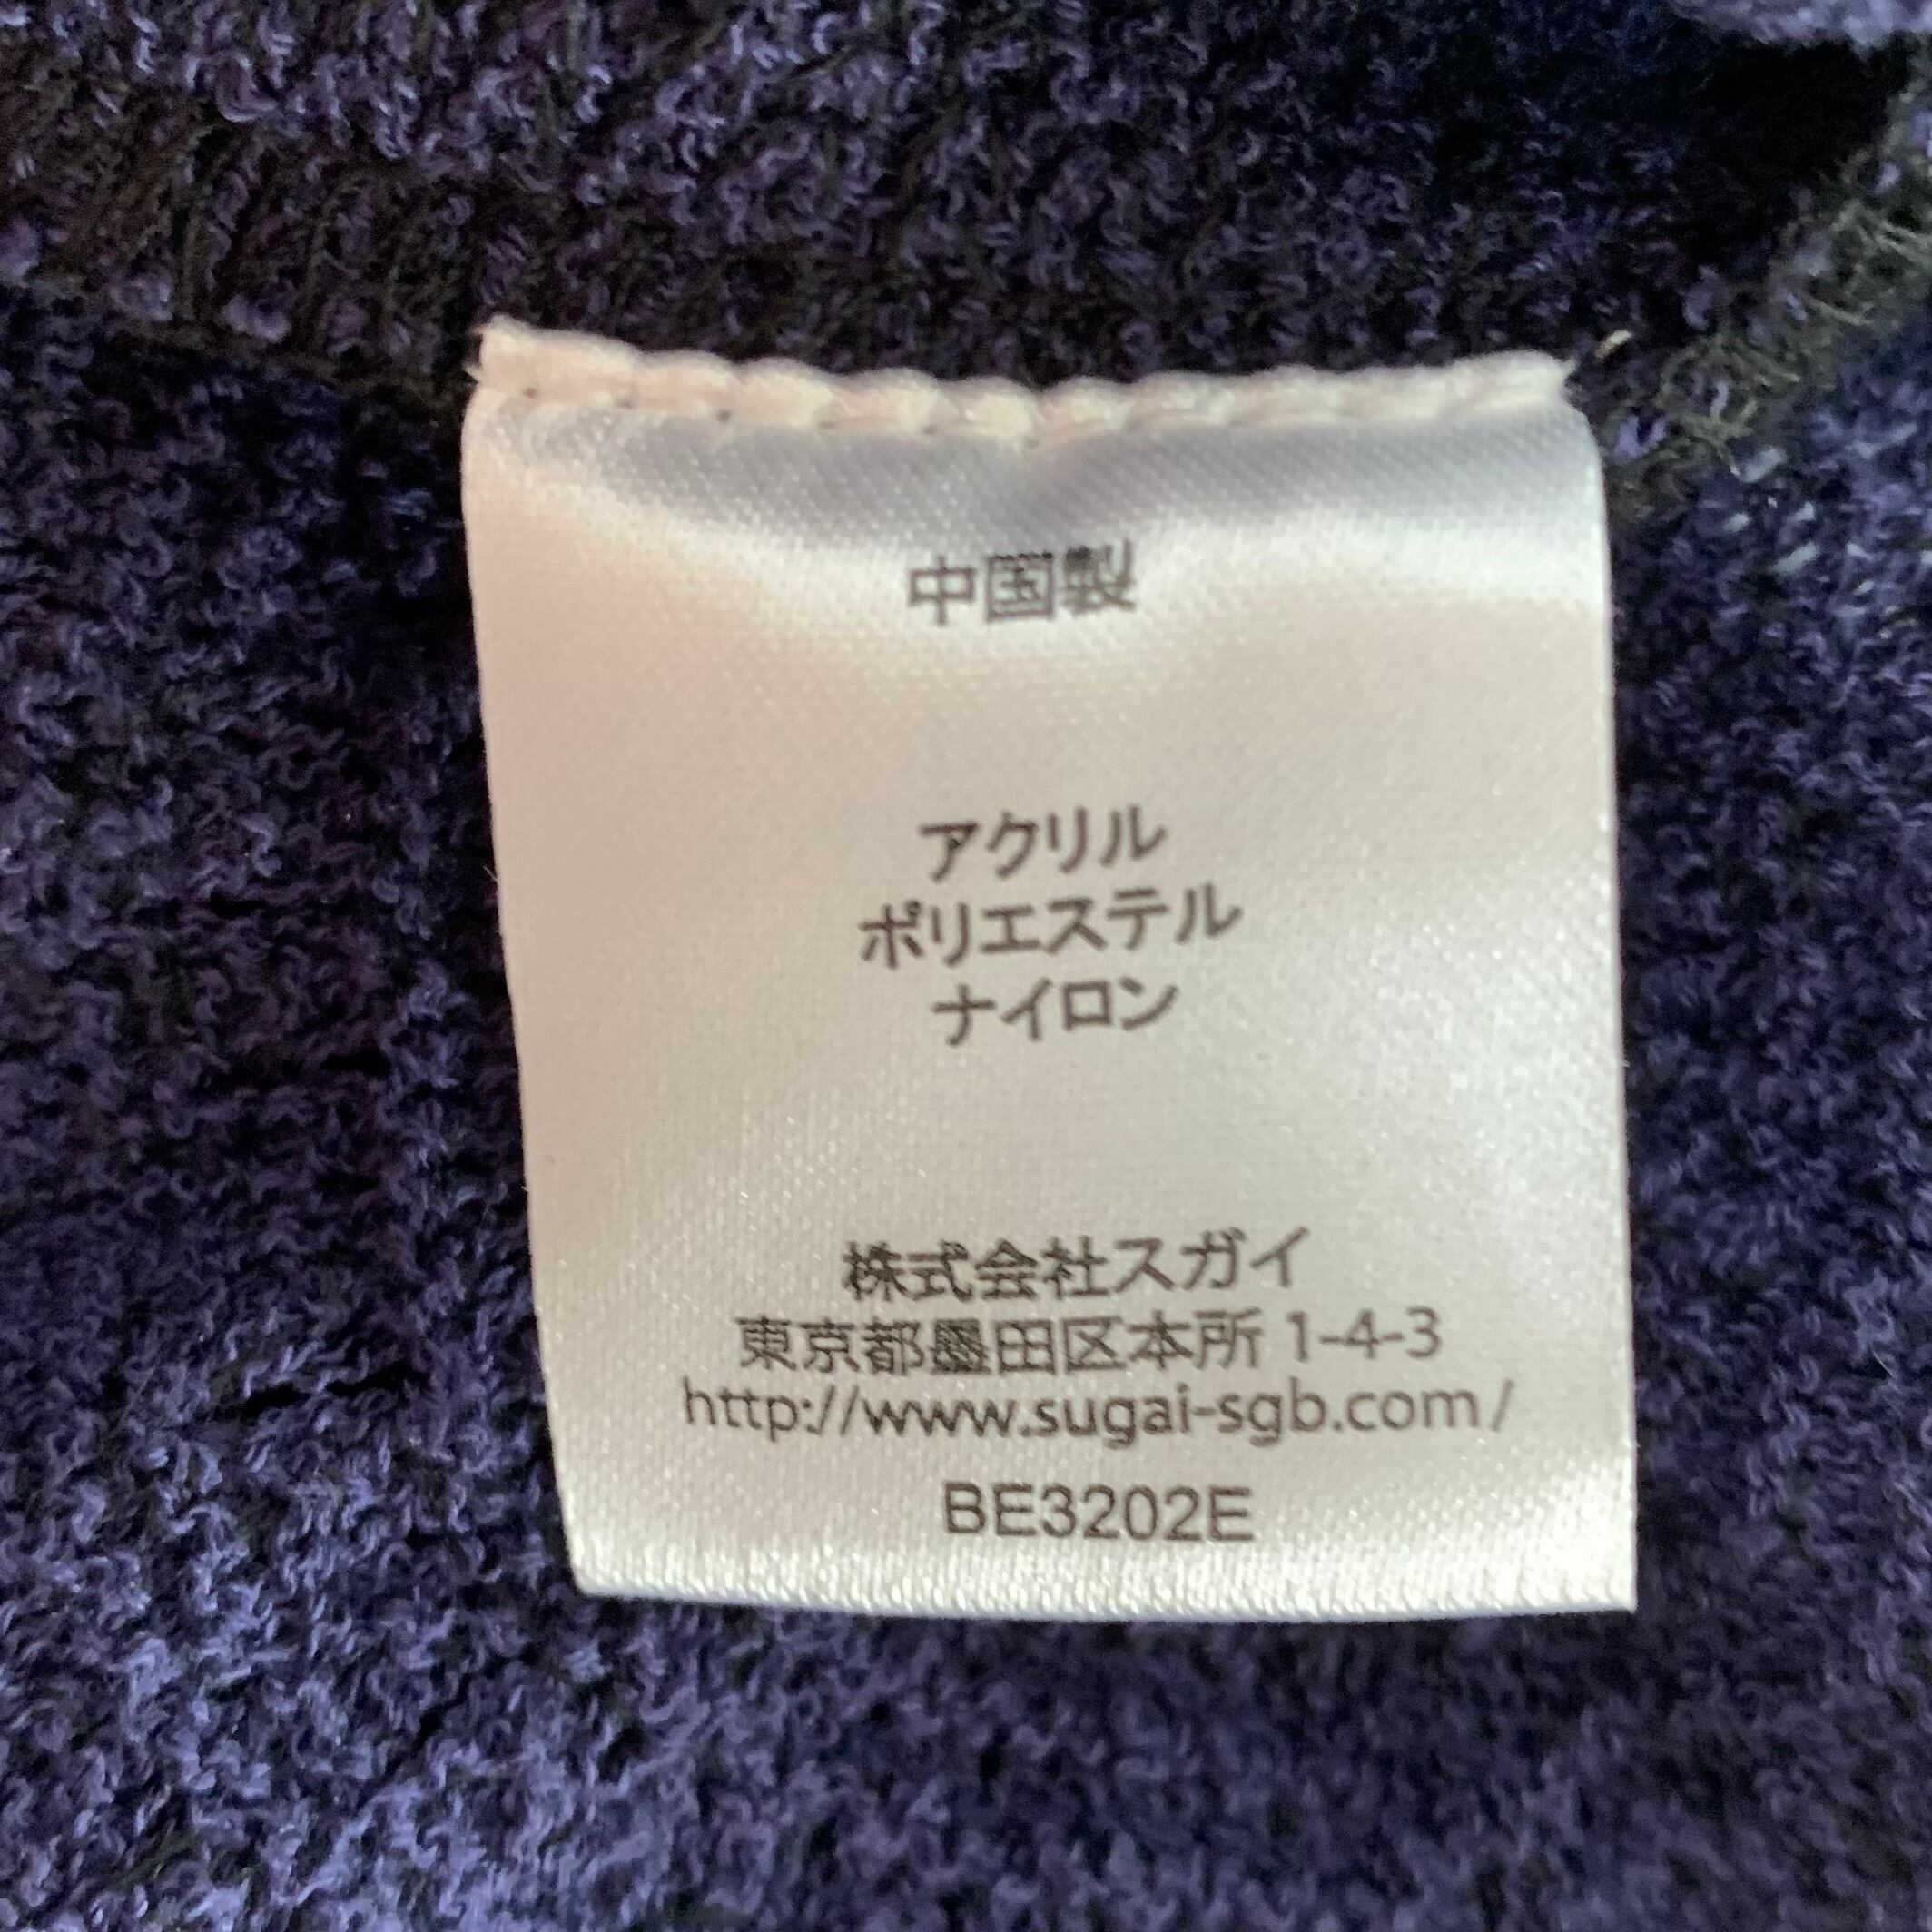 中国製
アクリル
ポリエステル
ナイロン
株式会社スガイ
東京都墨田区本所 1-4-3
http://www.sugai-sgb.com/
BE3202E